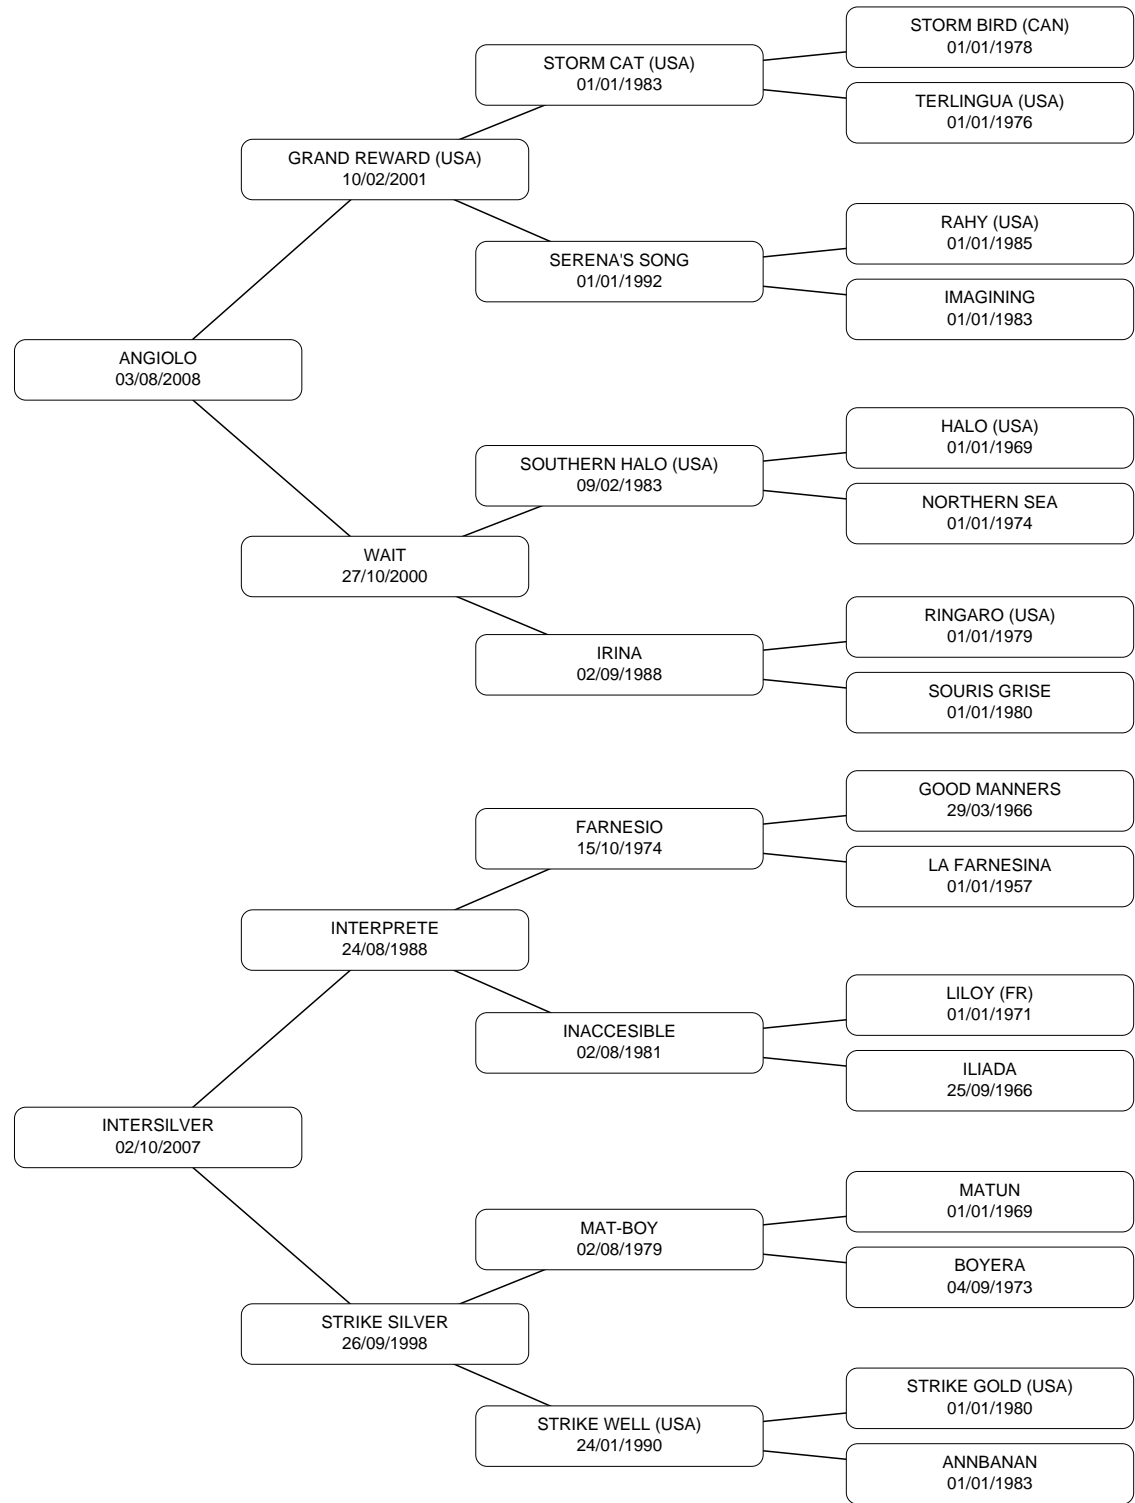 STORM BIRD (CAN)
01/01/1978
STORM CAT (USA)
01/01/1983
TERLINGUA (USA)
01/01/1976
GRAND REWARD (USA)
10/02/2001
RAHY (USA)
01/01/1985
SERENA'S SONG
01/01/1992
IMAGINING
01/01/1983
ANGIOLO
03/08/2008
HALO (USA)
01/01/1969
SOUTHERN HALO (USA)
09/02/1983
NORTHERN SEA
01/01/1974
WAIT
27/10/2000
RINGARO (USA)
01/01/1979
IRINA
02/09/1988
SOURIS GRISE
01/01/1980
GOOD MANNERS
29/03/1966
FARNESIO
15/10/1974
LA FARNESINA
01/01/1957
INTERPRETE
24/08/1988
LILOY (FR)
01/01/1971
INACCESIBLE
02/08/1981
ILIADA
25/09/1966
INTERSILVER
02/10/2007
MATUN
01/01/1969
MAT-BOY
02/08/1979
BOYERA
04/09/1973
STRIKE SILVER
26/09/1998
STRIKE GOLD (USA)
01/01/1980
STRIKE WELL (USA)
24/01/1990
ANNBANAN
01/01/1983